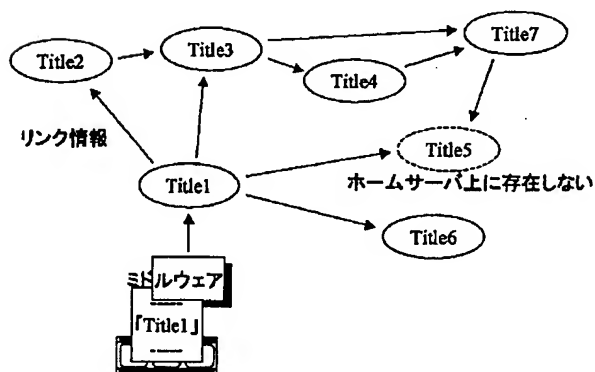 Title7
Title3
Title2
Title4
リンク情報
Title5
Title1
ホームサーバ上に存在しない
Title6
ミドルウェア
「Title1」